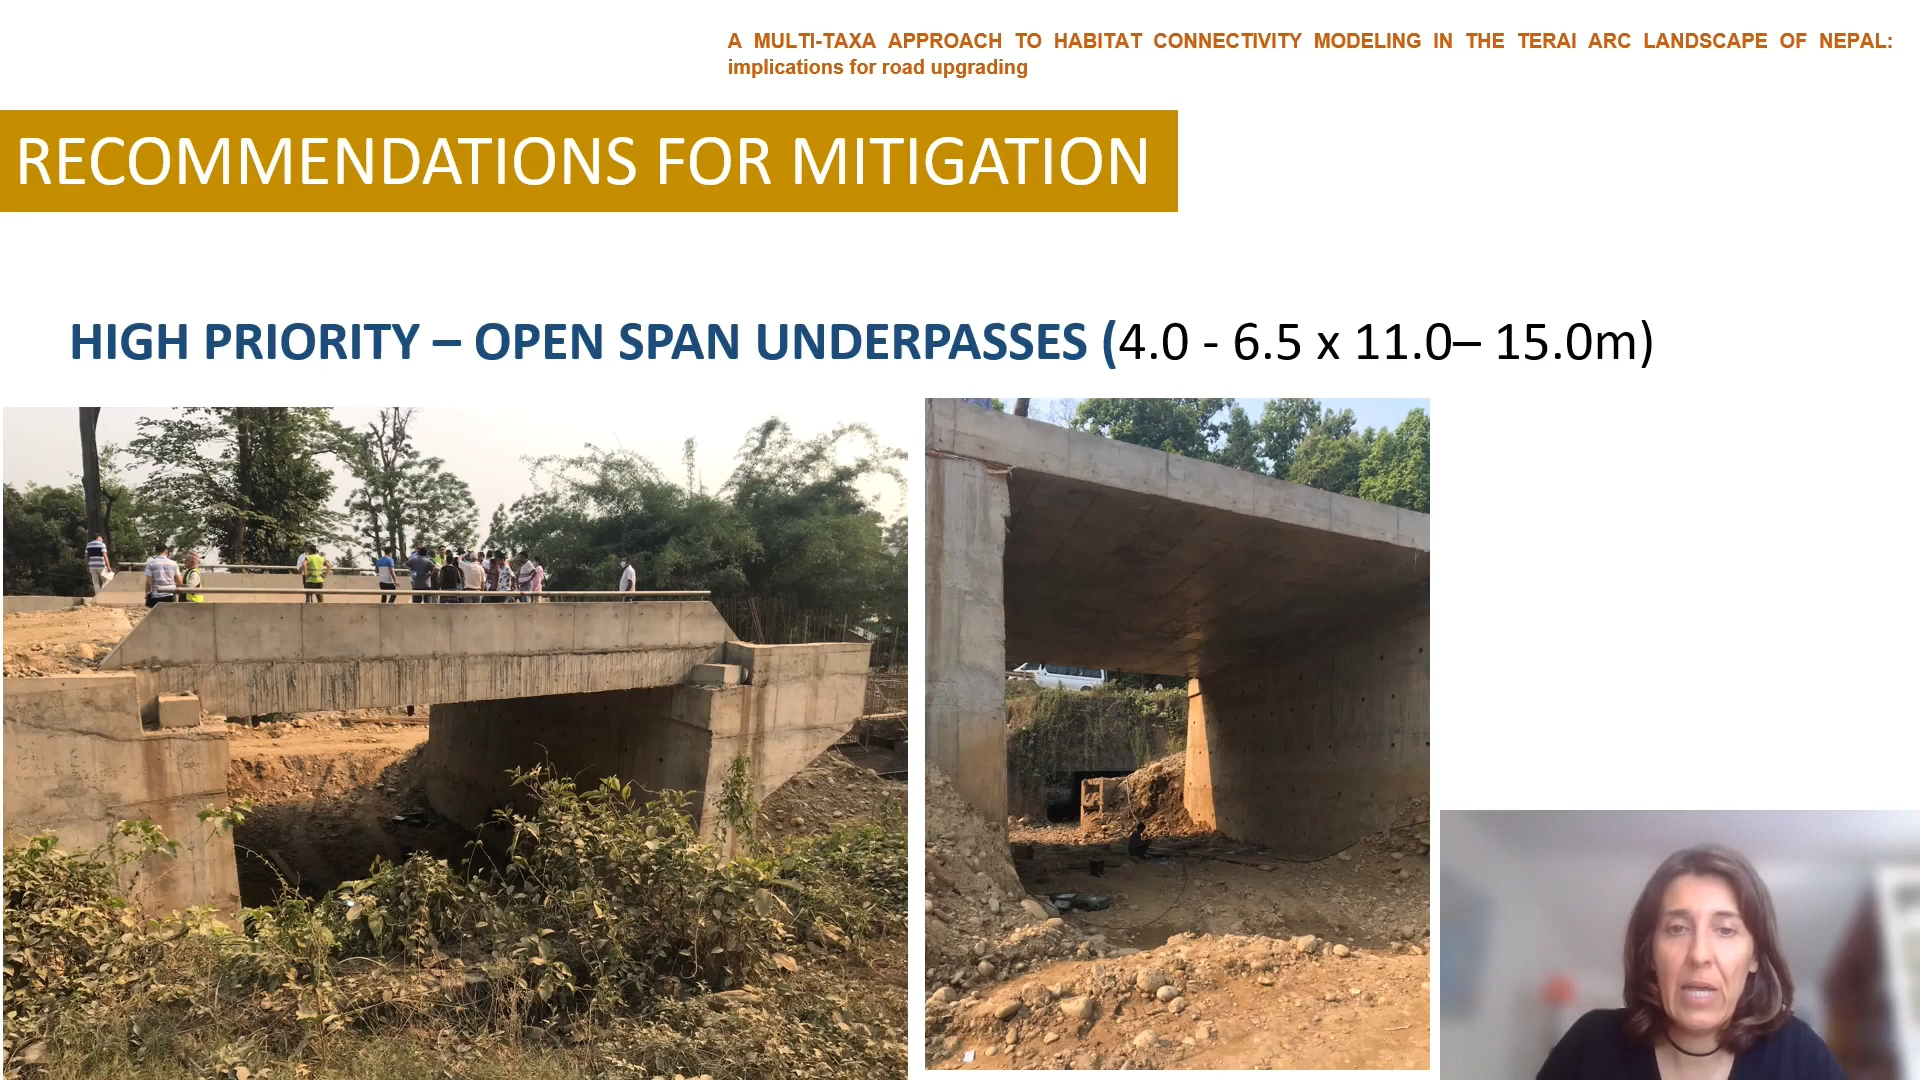 A MULTI-TAXA APPROACH TO HABITAT CONNECTIVITY MODELING IN THE TERAI ARC LANDSCAPE OF NEPAL:
implications for road upgrading
RECOMMENDATIONS FOR MITIGATION
HIGH PRIORITY – OPEN SPAN UNDERPASSES (4.0 - 6.5 x 11.0– 15.0m)